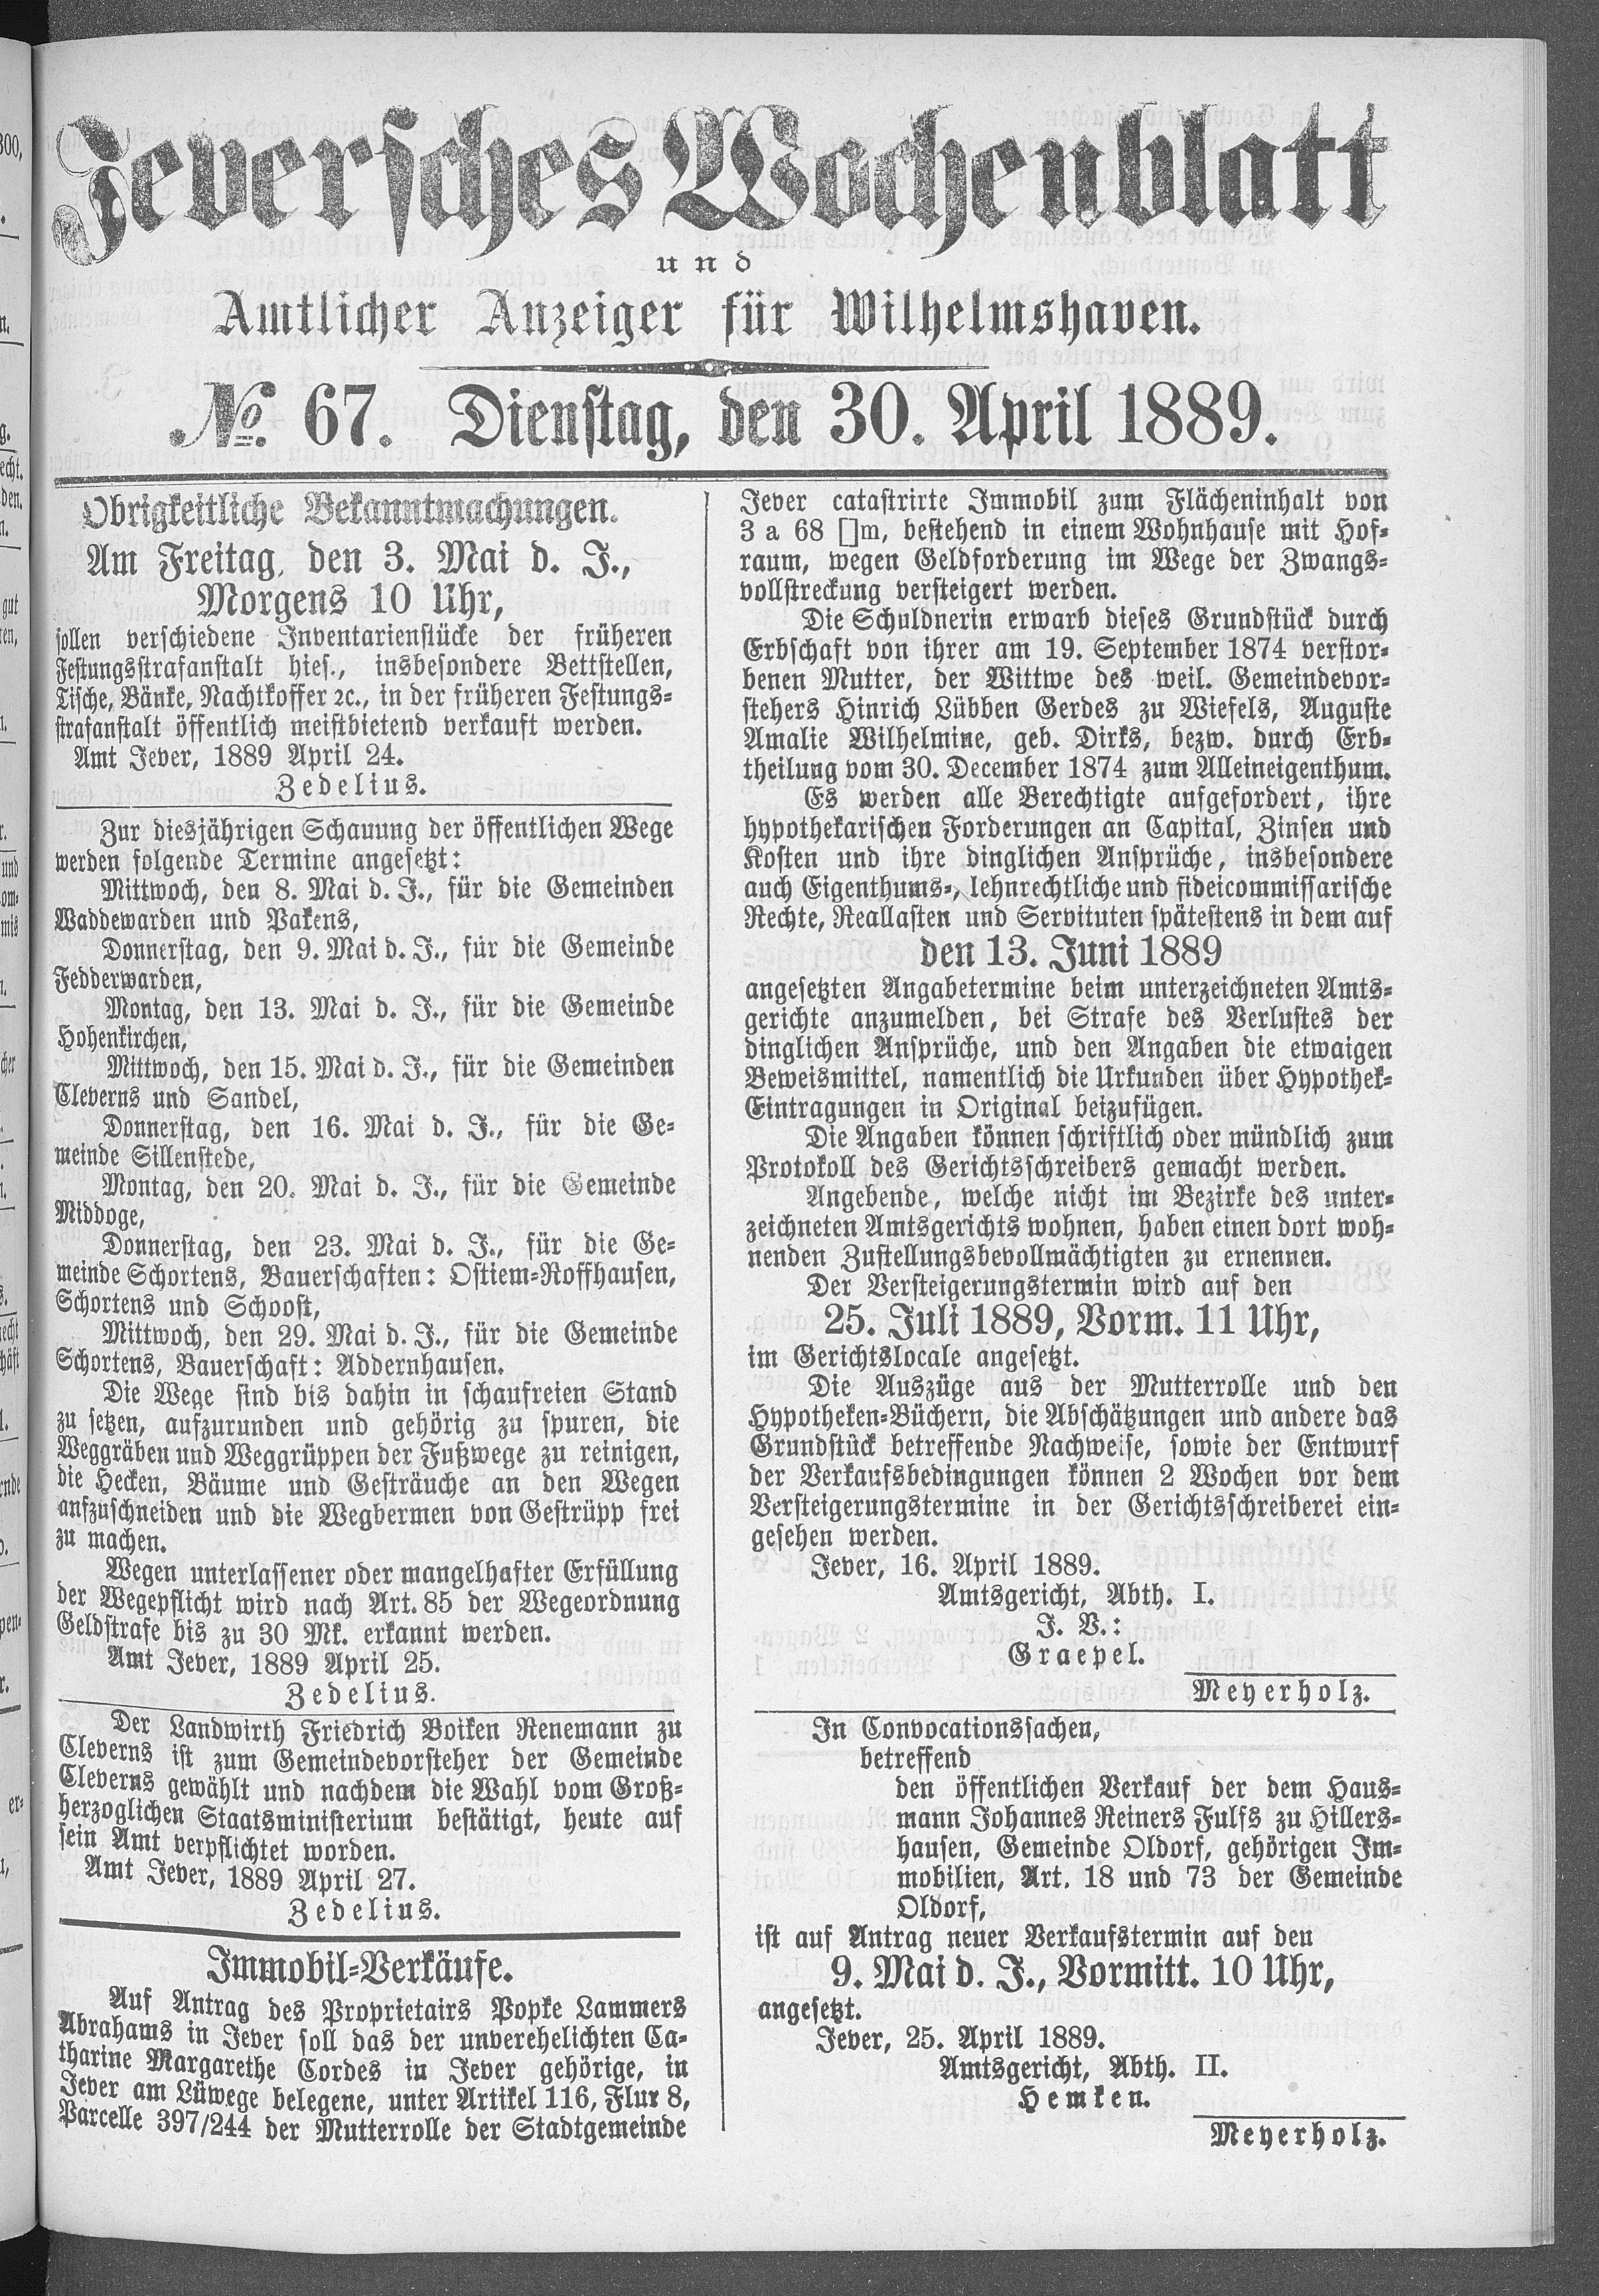 Jeversches Wochenblatt
und
Amtlicher Anzeiger für Wilhelmshaven.
№ 67. Dienstag, den 30. April 1889.
Obrigkeitliche Bekanntmachungen.
Am Freitag, den 3. Mai d. J.,
Morgens 10 Uhr,
sollen verschiedene Inventarienstücke der früheren
Festungsstrafanstalt hies., insbesondere Bettstellen,
Tische, Bänke, Nachtkoffer ꝛc., in der früheren Festungs-
strafanstalt öffentlich meistbietend verkauft werden.
Amt Jever, 1889 April 24.
Zedelius.
Zur diesjährigen Schauung der öffentlichen Wege
werden folgende Termine angesetzt:
Mittwoch, den 8. Mai d. J., für die Gemeinden
Waddewarden und Pakens,
Donnerstag, den 9. Mai d. J., für die Gemeinde
Fedderwarden,
Montag, den 13. Mai d. J., für die Gemeinde
Hohenkirchen,
Mittwoch, den 15. Mai d. J., für die Gemeinden
Cleverns und Sandel,
Donnerstag, den 16. Mai d. J., für die Ge-
meinde Sillenstede,
Montag, den 20. Mai d. J., für die Gemeinde
Middoge,
Donnerstag, den 23. Mai d. J., für die Ge-
meinde Schortens, Bauerschaften: Ostiem-Roffhausen,
Schortens und Schoost,
Mittwoch, den 29. Mai d. J., für die Gemeinde
Schortens, Bauerschaft: Addernhausen.
Die Wege sind bis dahin in schaufreien Stand
zu setzen, aufzurunden und gehörig zu spuren, die
Weggräben und Weggrüppen der Fußwege zu reinigen,
die Hecken, Bäume und Gesträuche an den Wegen
aufzuschneiden und die Wegbermen von Gestrüpp frei
zu machen.
Wegen unterlassener oder mangelhafter Erfüllung
der Wegepflicht wird nach Art. 85 der Wegeordnung
Geldstrafe bis zu 30 Mk. erkannt werden.
Amt Jever, 1889 April 25.
Zedelius.
Der Landwirth Friedrich Boiken Renemann zu
Cleverns ist zum Gemeindevorsteher der Gemeinde
Cleverns gewählt und nachdem die Wahl vom Groß-
herzoglichen Staatsministerium bestätigt, heute auf
sein Amt verpflichtet worden.
Amt Jever, 1889 April 27.
Zedelius.
Immobil-Verkäufe.
Auf Antrag des Proprietairs Popke Lammers
Abrahams in Jever soll das der unverehelichten Ca-
tharine Margarethe Cordes in Jever gehörige, in
Jever am Lüwege belegene, unter Artikel 116, Flur 8,
Parcelle 397/244 der Mutterrolle der Stadtgemeinde
Jever catastrirte Immobil zum Flächeninhalt von
3 a 68 []m, bestehend in einem Wohnhause mit Hof-
raum, wegen Geldforderung im Wege der Zwangs-
vollstreckung versteigert werden.
Die Schuldnerin erwarb dieses Grundstück durch
Erbschaft von ihrer am 19. September 1874 verstor-
benen Mutter, der Wittwe des weil. Gemeindevor-
stehers Hinrich Lübben Gerdes zu Wiefels, Auguste
Amalie Wilhelmine, geb. Dirks, bezw. durch Erb-
theilung vom 30. December 1874 zum Alleineigenthum.
Es werden alle Berechtigte aufgefordert, ihre
hypothekarischen Forderungen an Capital, Zinsen und
Kosten und ihre dinglichen Ansprüche, insbesondere
auch Eigenthums-, lehnrechtliche und fideicommissarische
Rechte, Reallasten und Servituten spätestens in dem auf
den 13. Juni 1889
angesetzten Angabetermine beim unterzeichneten Amts-
gerichte anzumelden, bei Strafe des Verlustes der
dinglichen Ansprüche, und den Angaben die etwaigen
Beweismittel, namentlich die Urkunden über Hypothek-
Eintragungen in Original beizufügen.
Die Angaben können schriftlich oder mündlich zum
Protokoll des Gerichtsschreibers gemacht werden.
Angebende, welche nicht im Bezirke des unter-
zeichneten Amtsgerichts wohnen, haben einen dort woh-
nenden Zustellungsbevollmächtigten zu ernennen.
Der Versteigerungstermin wird auf den
25. Juli 1889, Vorm. 11 Uhr,
im Gerichtslocale angesetzt.
Die Auszüge aus der Mutterrolle und den
Hypotheken-Büchern, die Abschätzungen und andere das
Grundstück betreffende Nachweise, sowie der Entwurf
der Verkaufsbedingungen können 2 Wochen vor dem
Versteigerungstermine in der Gerichtsschreiberei ein-
gesehen werden.
Jever, 16. April 1889.
Amtsgericht, Abth. I.
J. V.:
Graepel.
Meyerholz.
In Convocationssachen,
betreffend
den öffentlichen Verkauf der dem Haus-
mann Johannes Reiners Fulfs zu Hillers-
hausen, Gemeinde Oldorf, gehörigen Im-
mobilien, Art. 18 und 73 der Gemeinde
Oldorf,
ist auf Antrag neuer Verkaufstermin auf den
9. Mai d. J., Vormitt. 10 Uhr,
angesetzt.
Jever, 25. April 1889.
Amtsgericht, Abth. II.
Hemken.
Meyerholz.